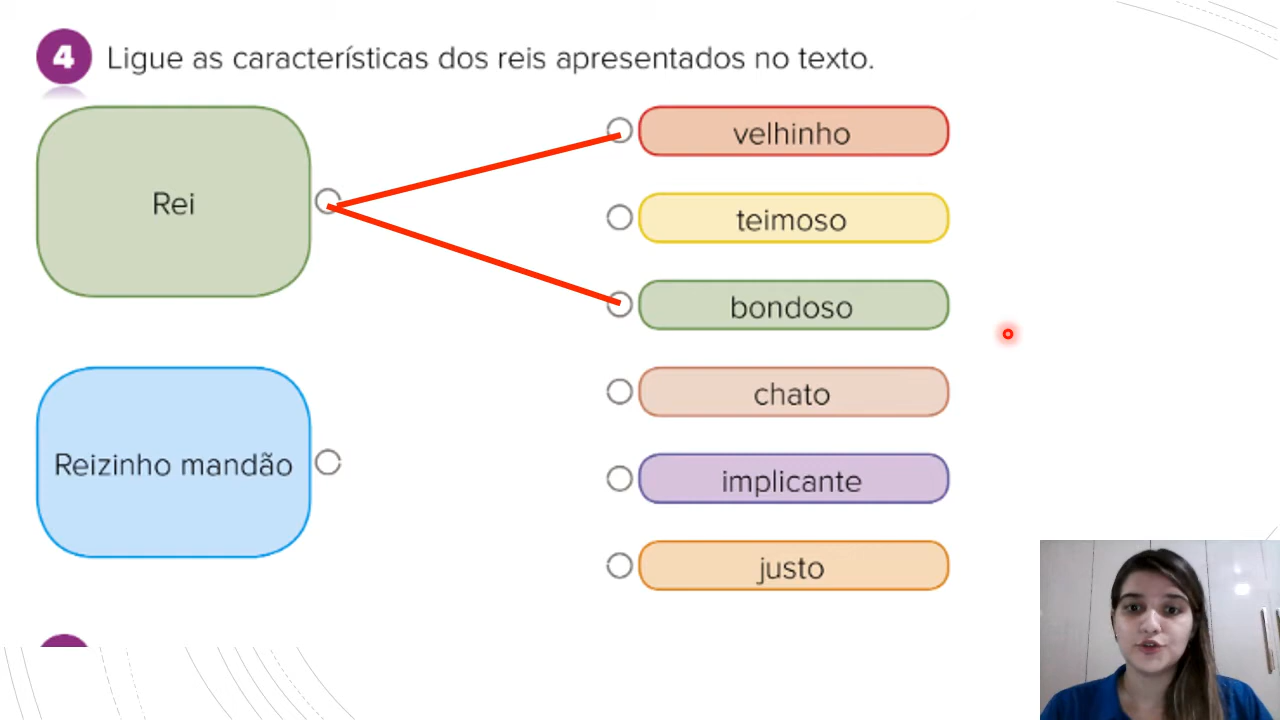 4 Ligue as características dos reis apresentados no texto.
Rei
velhinho
teimoso
bondoso
Reizinho mandão
chato
implicante
justo